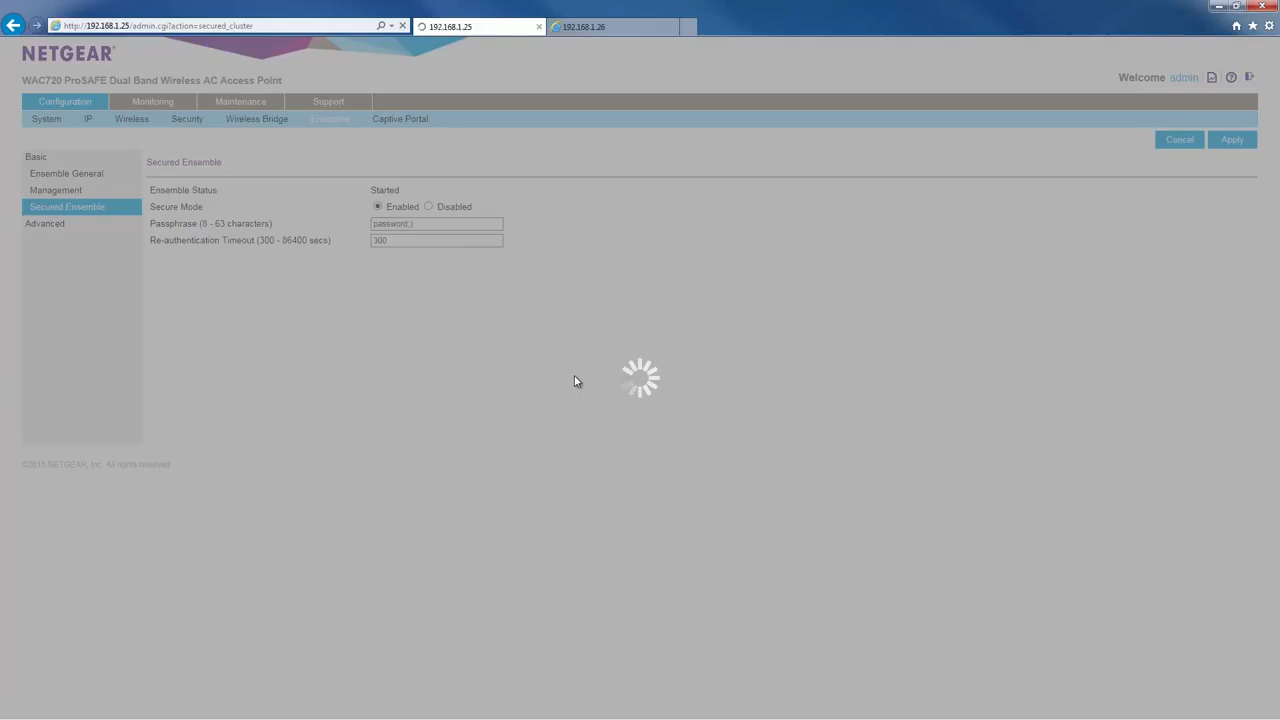 http://192.168.1.25/admin.cgi?action=secured_cluster
192.168.1.25
192.168.1.26
NETGEAR®
WAC720 ProSAFE Dual Band Wireless AC Access Point
Welcome admin
Configuration Monitoring Maintenance Support
System IP Wireless Security Wireless Bridge Ensemble Captive Portal
Cancel Apply
Basic
Ensemble General
Management
Secured Ensemble
Advanced
Secured Ensemble
Ensemble Status Started
Secure Mode Enabled Disabled
Passphrase (8 - 63 characters) password;)
Re-authentication Timeout (300 - 86400 secs) 300
©2015 NETGEAR, Inc. All rights reserved